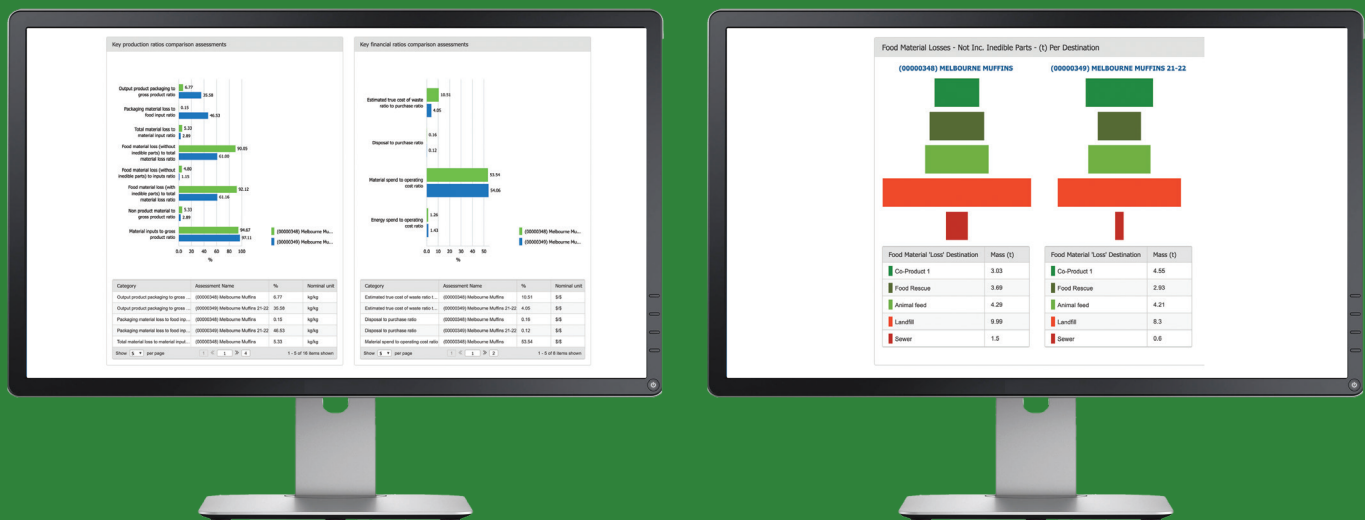 Key production ratios comparison assessments
Output product packaging to
gross product ratio
6.77
35.58
Packaging material loss to
food input ratio
0.15
46.53
Total material loss to
material input ratio
5.33
2.89
Food material loss (without
inedible parts) to total
material loss ratio
90.05
Food material loss (without
inedible parts) to inputs ratio
4.80
1.15
Food material loss (with
inedible parts) to total
material loss ratio
92.12
61.16
Non product material to
gross product ratio
5.33
2.89
Material inputs to gross
product ratio
94.67
97.11
(00000348) Melbourne Mu...
(00000349) Melbourne Mu...
0.0 20 40 60 80 100
%
Category Assessment Name % Nominal unit
Output product packaging to gross ... (00000348) Melbourne Muffins 6.77 kg/kg
Output product packaging to gross ... (00000349) Melbourne Muffins 21-22 35.58 kg/kg
Packaging material loss to food inp... (00000348) Melbourne Muffins 0.15 kg/kg
Packaging material loss to food inp... (00000349) Melbourne Muffins 21-22 46.53 kg/kg
Total material loss to material input... (00000348) Melbourne Muffins 5.33 kg/kg
Show 5 per page 1 4 1 - 5 of 16 items shown
Key financial ratios comparison assessments
Estimated true cost of waste
ratio to purchase ratio
10.51
4.05
Disposal to purchase ratio
0.16
0.12
Material spend to operating
cost ratio
53.54
54.06
Energy spend to operating
cost ratio
1.26
1.43
(00000348) Melbourne Mu...
(00000349) Melbourne Mu...
0.0 10 20 30 40 50
%
Category Assessment Name % Nominal unit
Estimated true cost of waste ratio t... (00000348) Melbourne Muffins 10.51 $/$
Estimated true cost of waste ratio t... (00000349) Melbourne Muffins 21-22 4.05 $/$
Disposal to purchase ratio (00000348) Melbourne Muffins 0.16 $/$
Disposal to purchase ratio (00000349) Melbourne Muffins 21-22 0.12 $/$
Material spend to operating cost ratio (00000348) Melbourne Muffins 53.54 $/$
Show 5 per page 1 2 1 - 5 of 8 items shown
Food Material Losses - Not Inc. Inedible Parts - (t) Per Destination
(00000348) MELBOURNE MUFFINS
(00000349) MELBOURNE MUFFINS 21-22
Food Material 'Loss' Destination Mass (t)
Co-Product 1 3.03
Food Rescue 3.69
Animal feed 4.29
Landfill 9.99
Sewer 1.5
Food Material 'Loss' Destination Mass (t)
Co-Product 1 4.55
Food Rescue 2.93
Animal feed 4.21
Landfill 8.3
Sewer 0.6